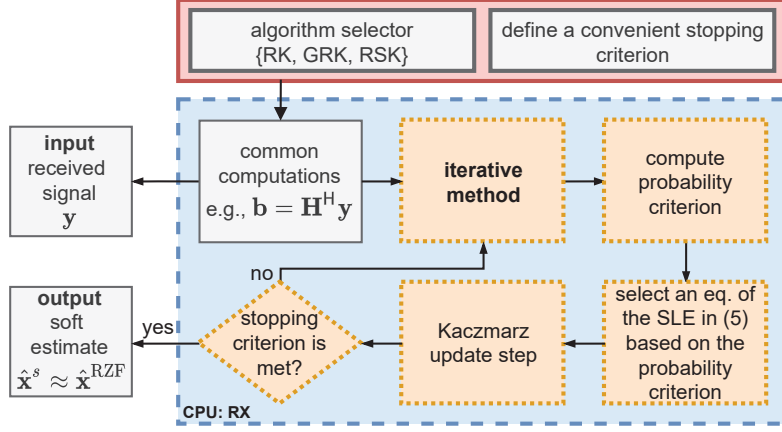 algorithm selector
{RK, GRK, RSK}
define a convenient stopping
criterion
input
received
signal
y
common
computations
e.g., b = H^H y
iterative
method
compute
probability
criterion
no
output
soft
estimate
x̂^s ≈ x̂^RZF
yes
stopping
criterion is
met?
Kaczmarz
update step
select an eq. of
the SLE in (5)
based on the
probability
criterion
CPU: RX